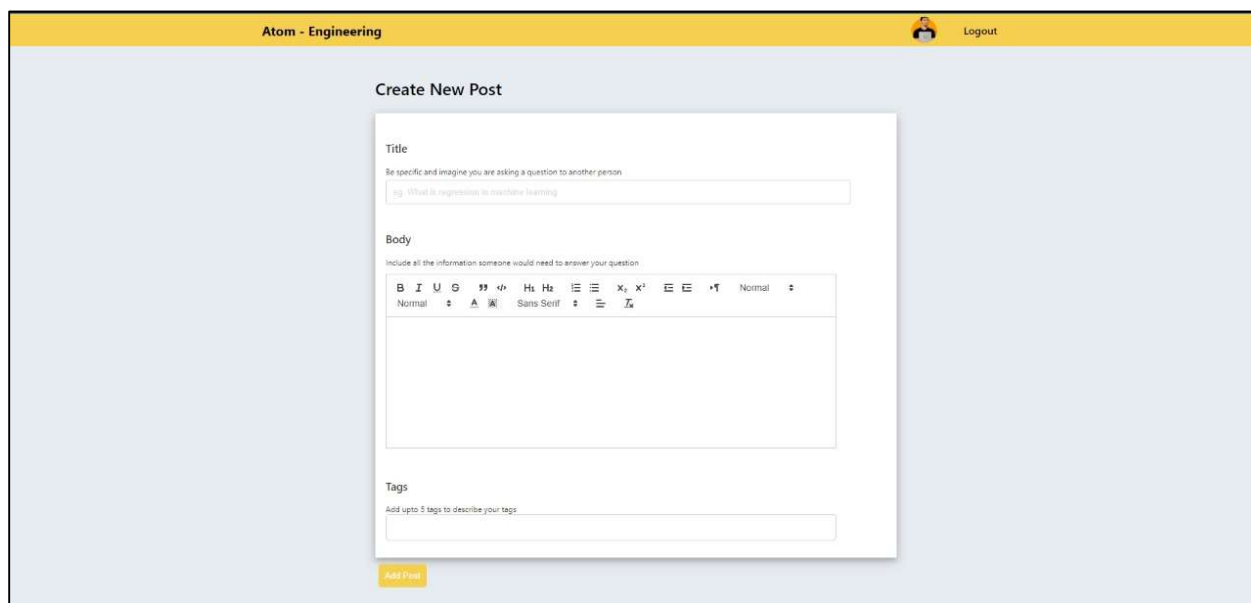 Atom - Engineering
Logout
Create New Post
Title
Be specific and imagine you are asking a question to another person
eg. What is regression in machine learning
Body
Include all the information someone would need to answer your question
B I U S ” </> H1 H2 X₂ X² ¶ Normal
Normal A A Sans Serif Tx
Tags
Add upto 5 tags to describe your tags
Add Post